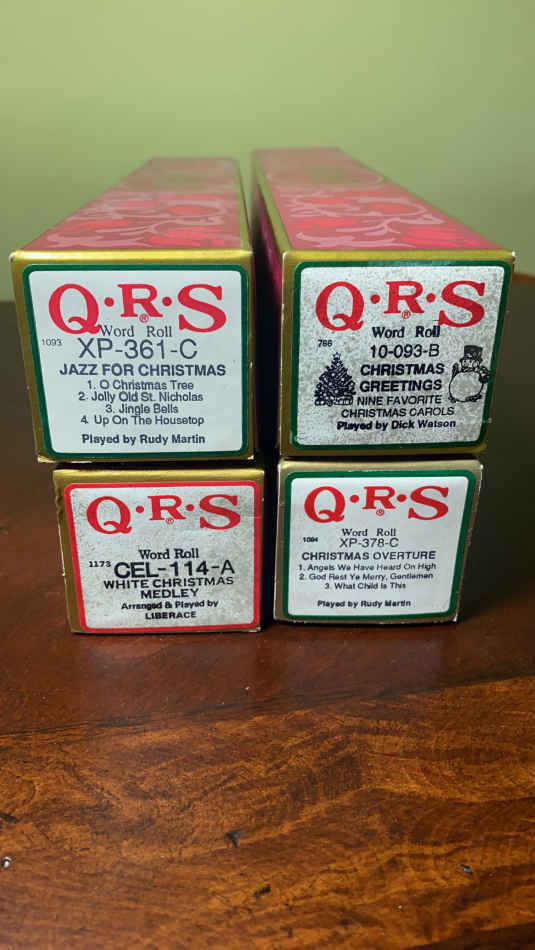 Q·R·S
®
Word Roll
1093
XP-361-C
JAZZ FOR CHRISTMAS
1. O Christmas Tree
2. Jolly Old St. Nicholas
3. Jingle Bells
4. Up On The Housetop
Played by Rudy Martin
Q·R·S
®
Word Roll
786
10-093-B
CHRISTMAS
GREETINGS
NINE FAVORITE
CHRISTMAS CAROLS
Played by Dick Watson
Q·R·S
®
Word Roll
1173
CEL-114-A
WHITE CHRISTMAS
MEDLEY
Arranged & Played by
LIBERACE
Q·R·S
®
Word Roll
1094
XP-378-C
CHRISTMAS OVERTURE
1. Angels We Have Heard On High
2. God Rest Ye Merry, Gentlemen
3. What Child Is This
Played by Rudy Martin